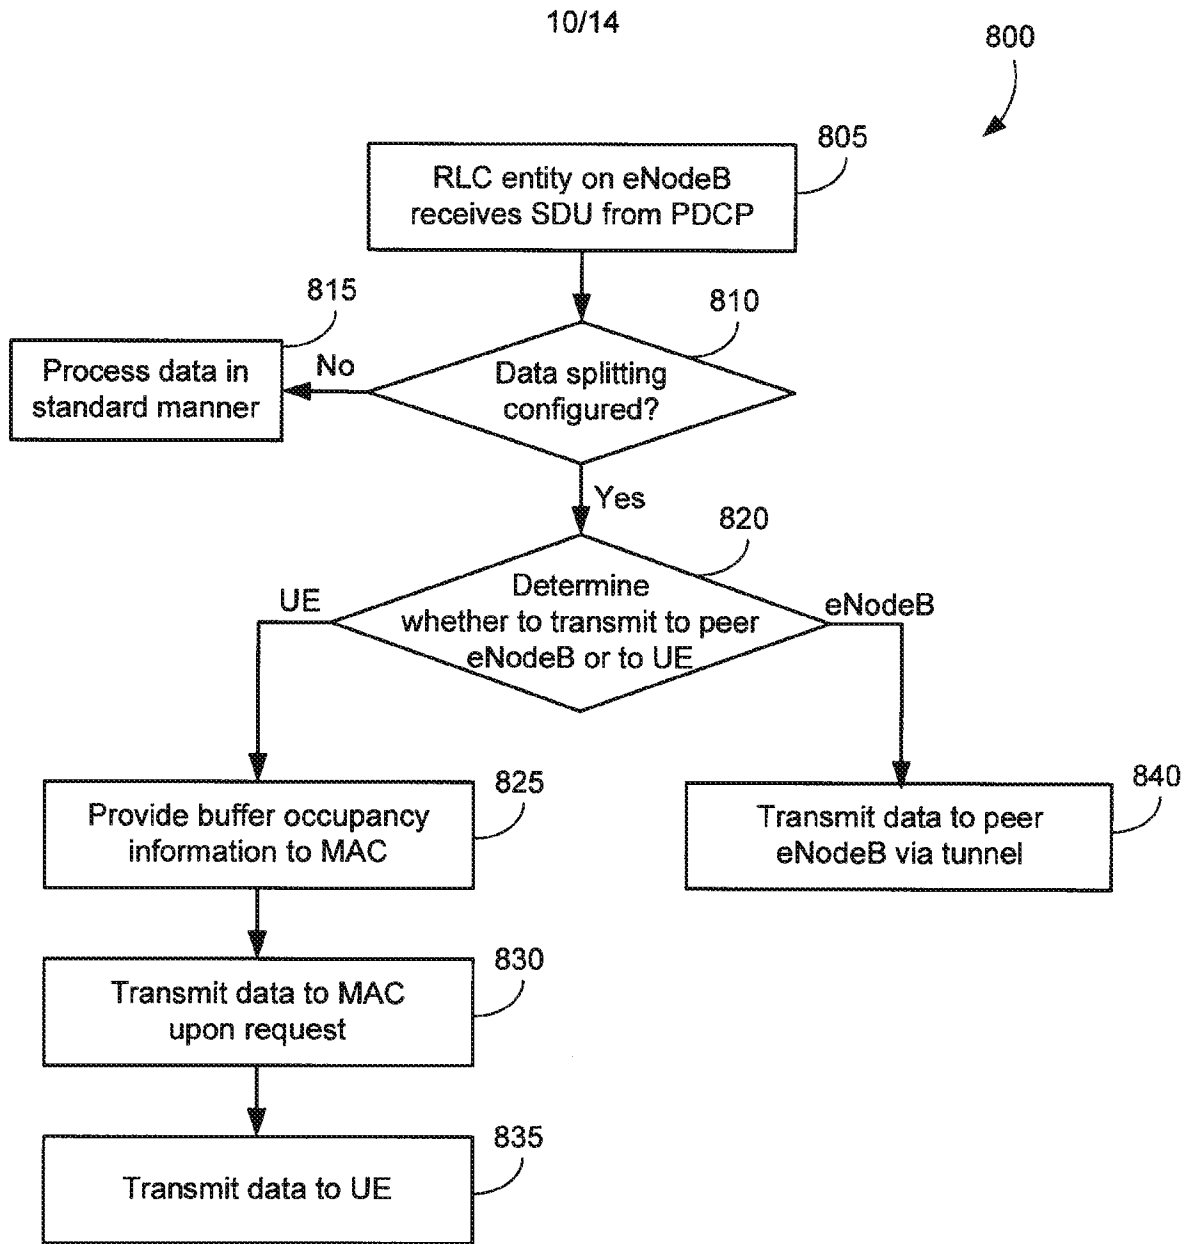 10/14
800
805
RLC entity on eNodeB
receives SDU from PDCP
810
815
Process data in
standard manner
No
Data splitting
configured?
Yes
820
UE
Determine
whether to transmit to peer
eNodeB or to UE
eNodeB
825
Provide buffer occupancy
information to MAC
840
Transmit data to peer
eNodeB via tunnel
830
Transmit data to MAC
upon request
835
Transmit data to UE